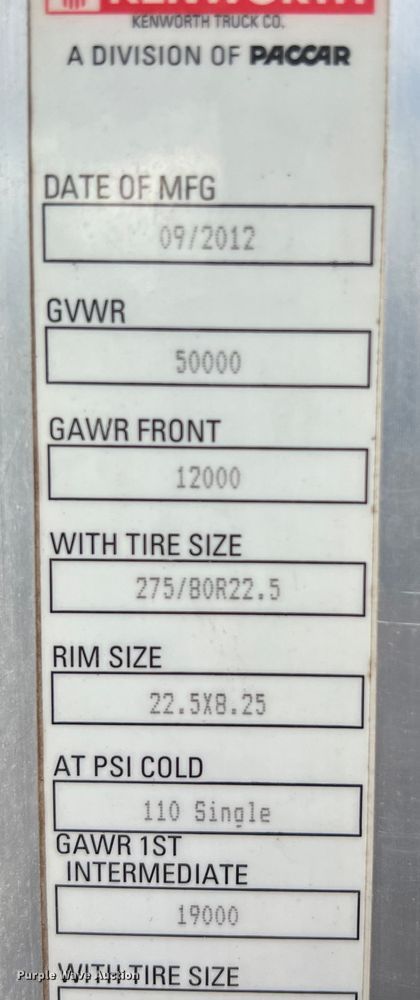 KENWORTH
KENWORTH TRUCK CO.
A DIVISION OF PACCAR
DATE OF MFG
09/2012
GVWR
50000
GAWR FRONT
12000
WITH TIRE SIZE
275/80R22.5
RIM SIZE
22.5X8.25
AT PSI COLD
110 Single
GAWR 1ST
INTERMEDIATE
19000
WITH TIRE SIZE
Purple Wave Auction